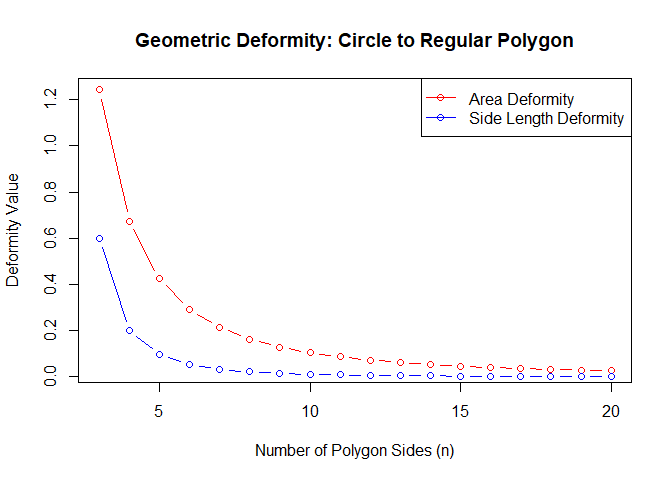 Geometric Deformity: Circle to Regular Polygon
Area Deformity
Side Length Deformity
Deformity Value
1.2
1.0
0.8
0.6
0.4
0.2
0.0
5
10
15
20
Number of Polygon Sides (n)